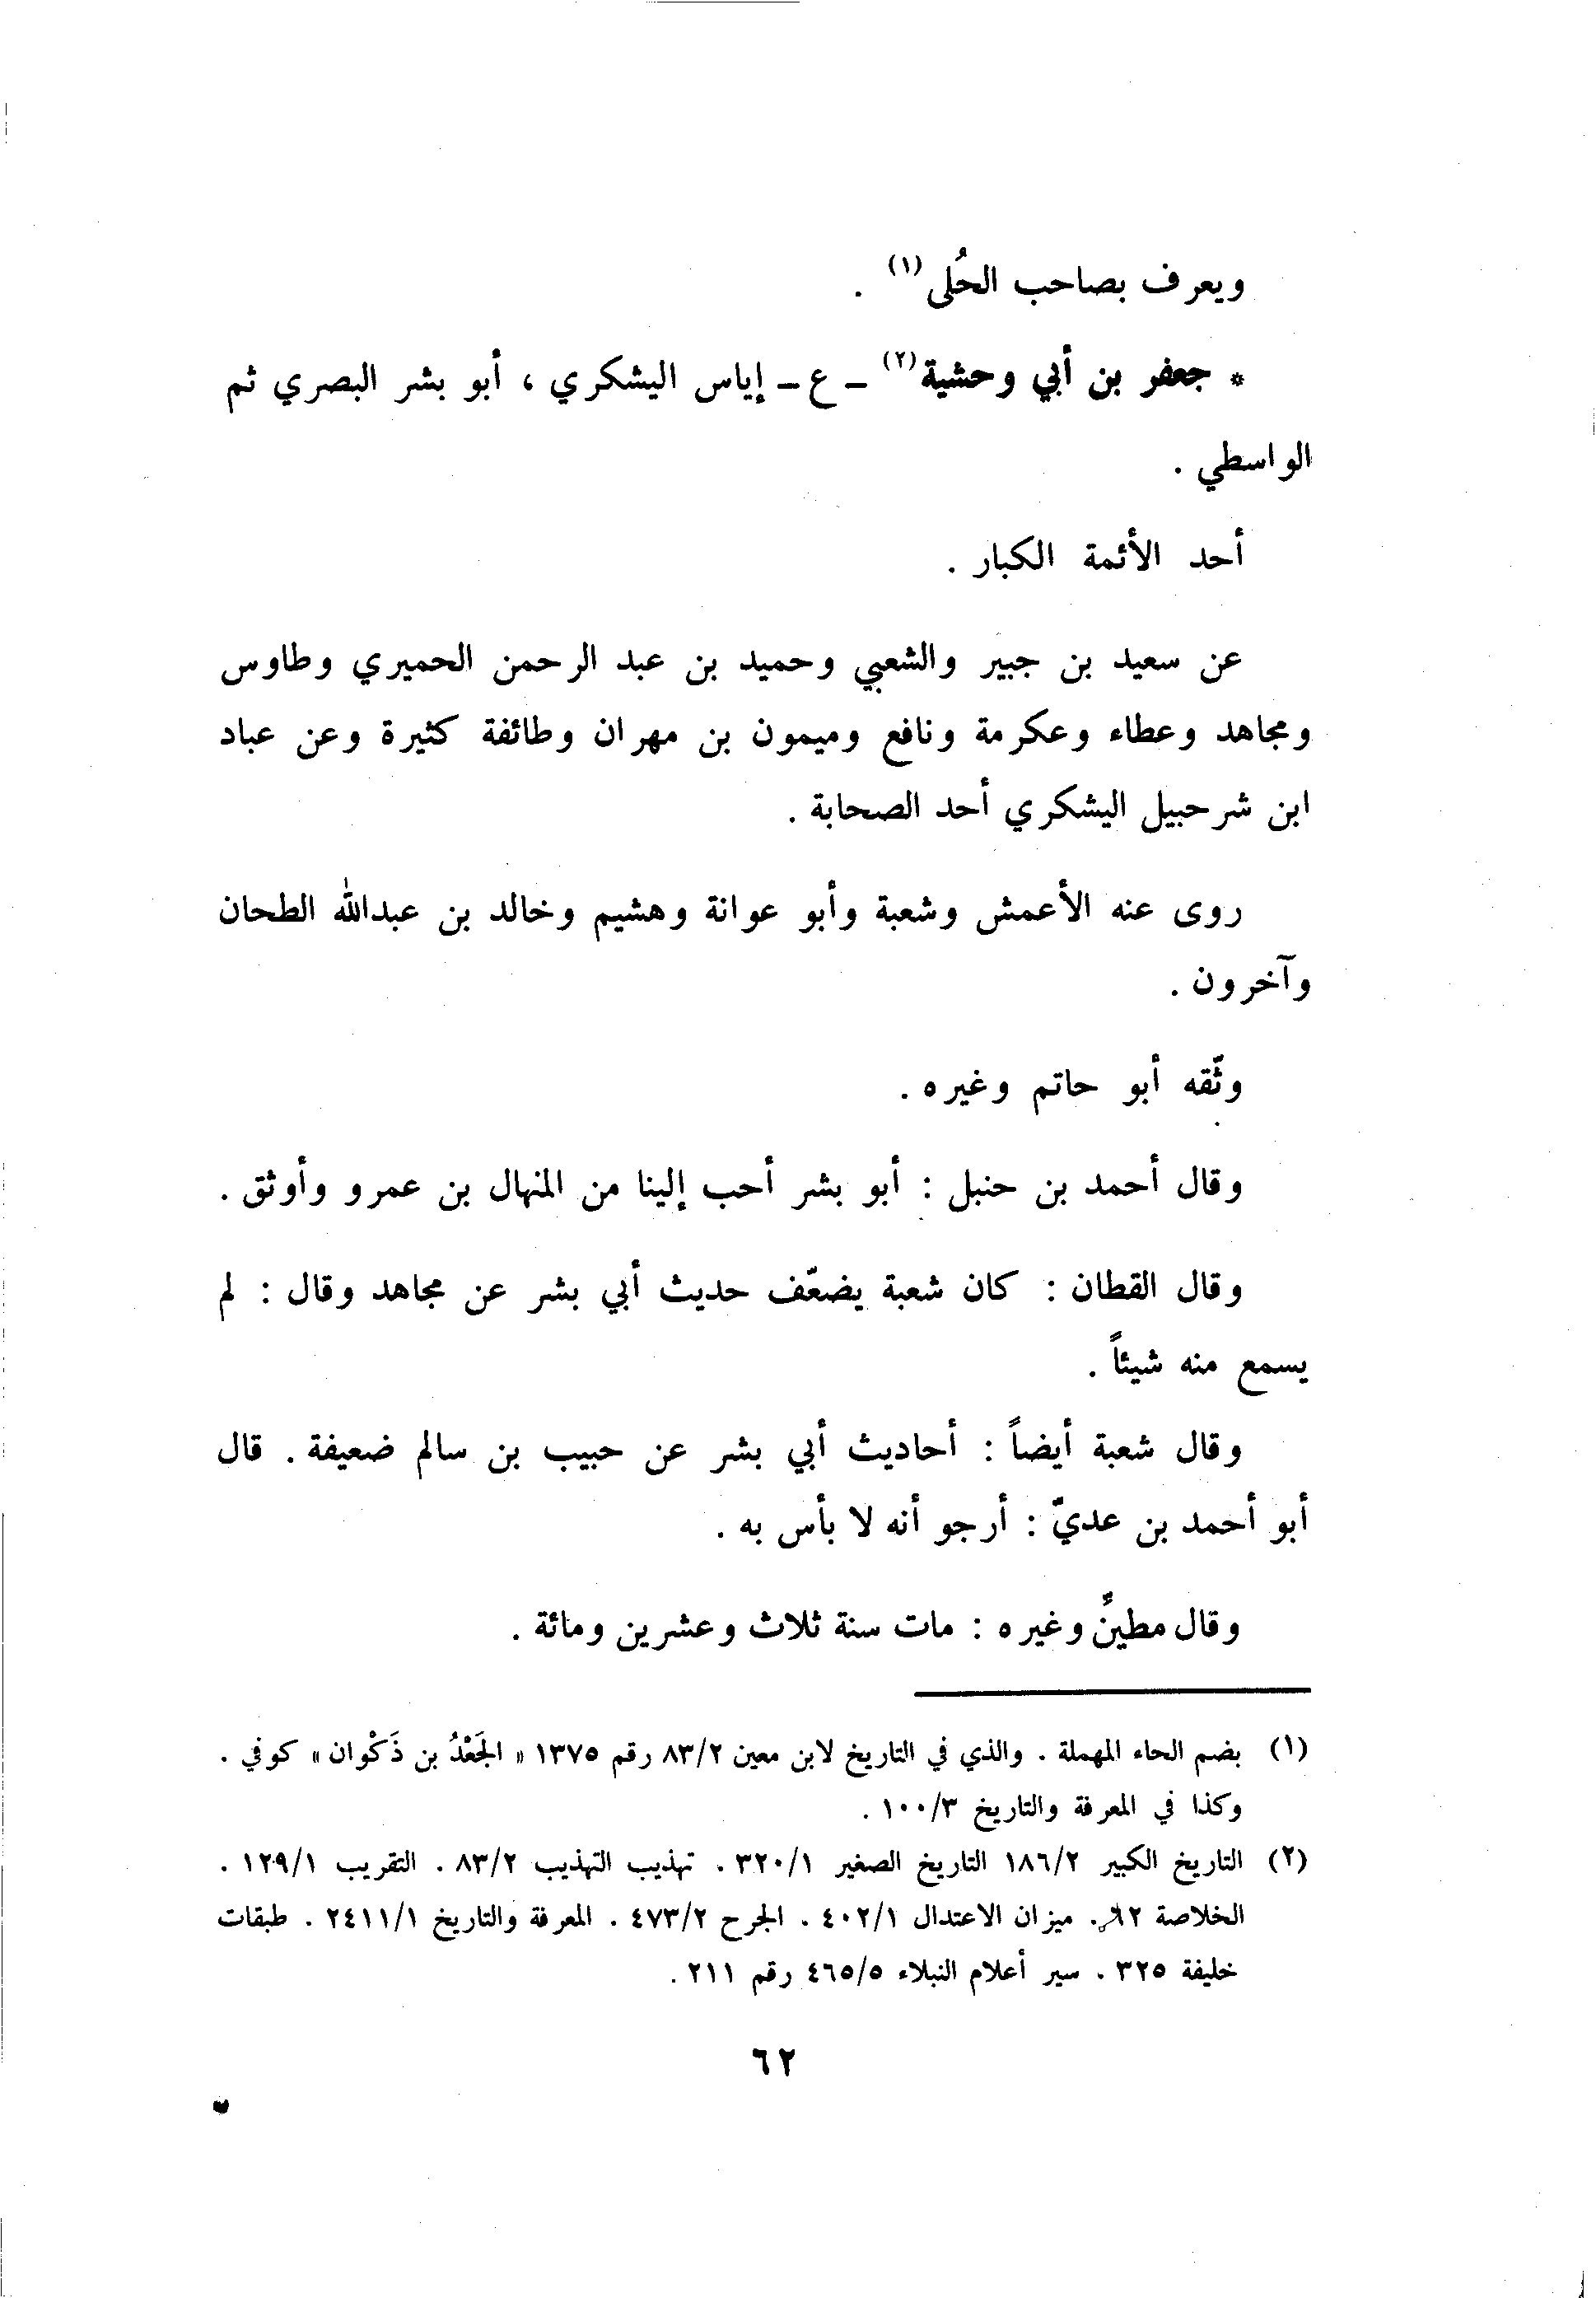 ويعرف بصاحب الحُلى(١) .
* جعفر بن أبي وحشية(٢) ـ ع ـ إياس اليشكري ، أبو بشر البصري ثم
الواسطي .
أحد الأئمة الكبار .
عن سعيد بن جبير والشعبي وحميد بن عبد الرحمن الحميري وطاوس
ومجاهد وعطاء وعكرمة ونافع وميمون بن مهران وطائفة كثيرة وعن عباد
ابن شرحبيل اليشكري أحد الصحابة .
روى عنه الأعمش وشعبة وأبو عوانة وهشيم وخالد بن عبدالله الطحان
وآخرون .
وثّقه أبو حاتم وغيره .
وقال أحمد بن حنبل : أبو بشر أحب إلينا من المنهال بن عمرو وأوثق .
وقال القطان : كان شعبة يضعّف حديث أبي بشر عن مجاهد وقال : لم
يسمع منه شيئاً .
وقال شعبة أيضاً : أحاديث أبي بشر عن حبيب بن سالم ضعيفة . قال
أبو أحمد بن عديّ : أرجو أنه لا بأس به .
وقال مطينٌ وغيره : مات سنة ثلاث وعشرين ومائة .
(١) بضم الحاء المهملة . والذي في التاريخ لابن معين ٨٣/٢ رقم ١٣٧٥ « الجَعْدُ بن ذَكْوان » كوفي .
وكذا في المعرفة والتاريخ ١٠٠/٣ .
(٢) التاريخ الكبير ١٨٦/٢ التاريخ الصغير ٣٢٠/١ . تهذيب التهذيب ٨٣/٢ . التقريب ١٢٩/١ .
الخلاصة . ميزان الاعتدال ٤٠٢/١ . الجرح ٤٧٣/٢ . المعرفة والتاريخ ٢٤١١/١ . طبقات
خليفة ٣٢٥ . سير أعلام النبلاء ٤٦٥/٥ رقم ٢١١ .
٦٢